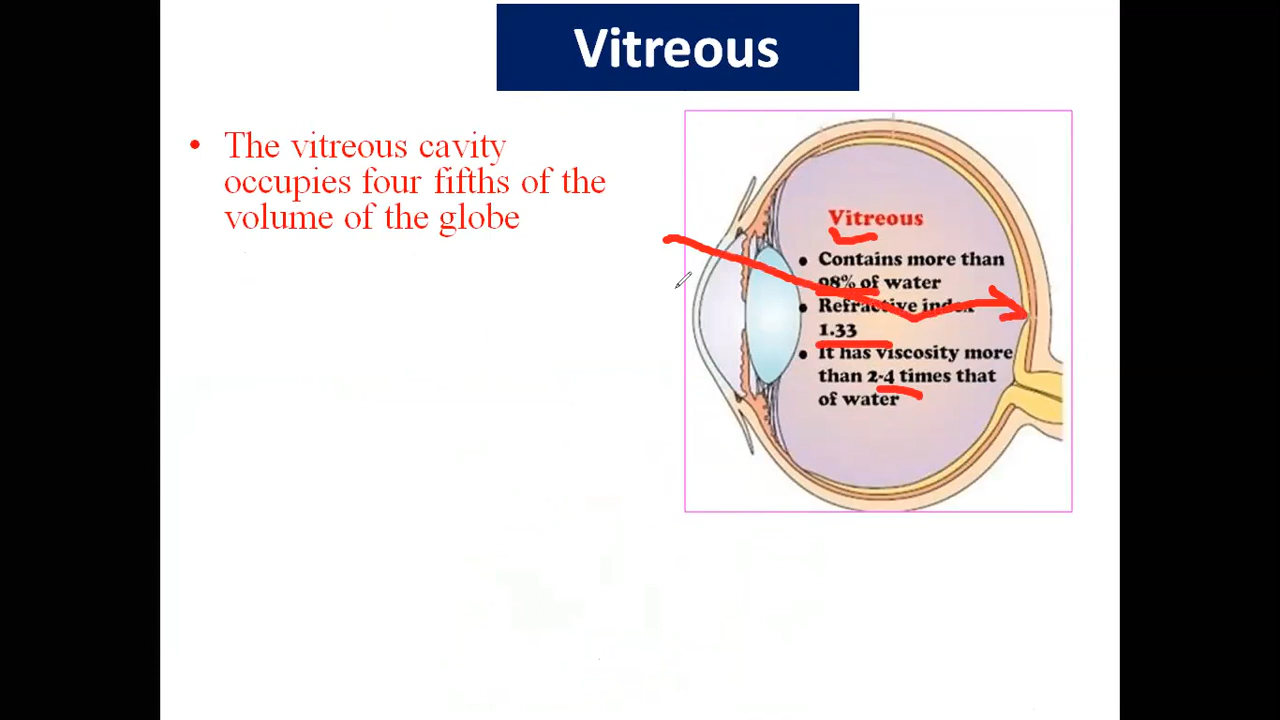 Vitreous
• The vitreous cavity
occupies four fifths of the
volume of the globe
Vitreous
• Contains more than
98% of water
• Refractive index
1.33
• It has viscosity more
than 2-4 times that
of water